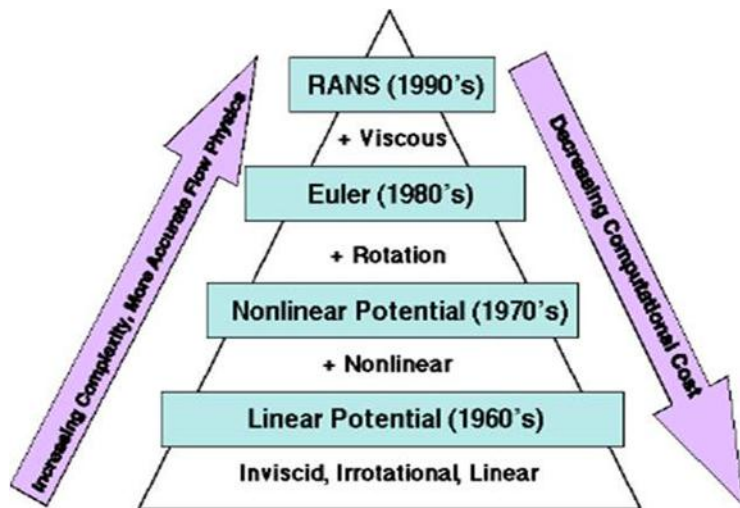 RANS (1990's)
+ Viscous
Euler (1980's)
+ Rotation
Nonlinear Potential (1970's)
+ Nonlinear
Linear Potential (1960's)
Inviscid, Irrotational, Linear
Increasing Complexity, More Accurate Flow Physics
Decreasing Computational Cost